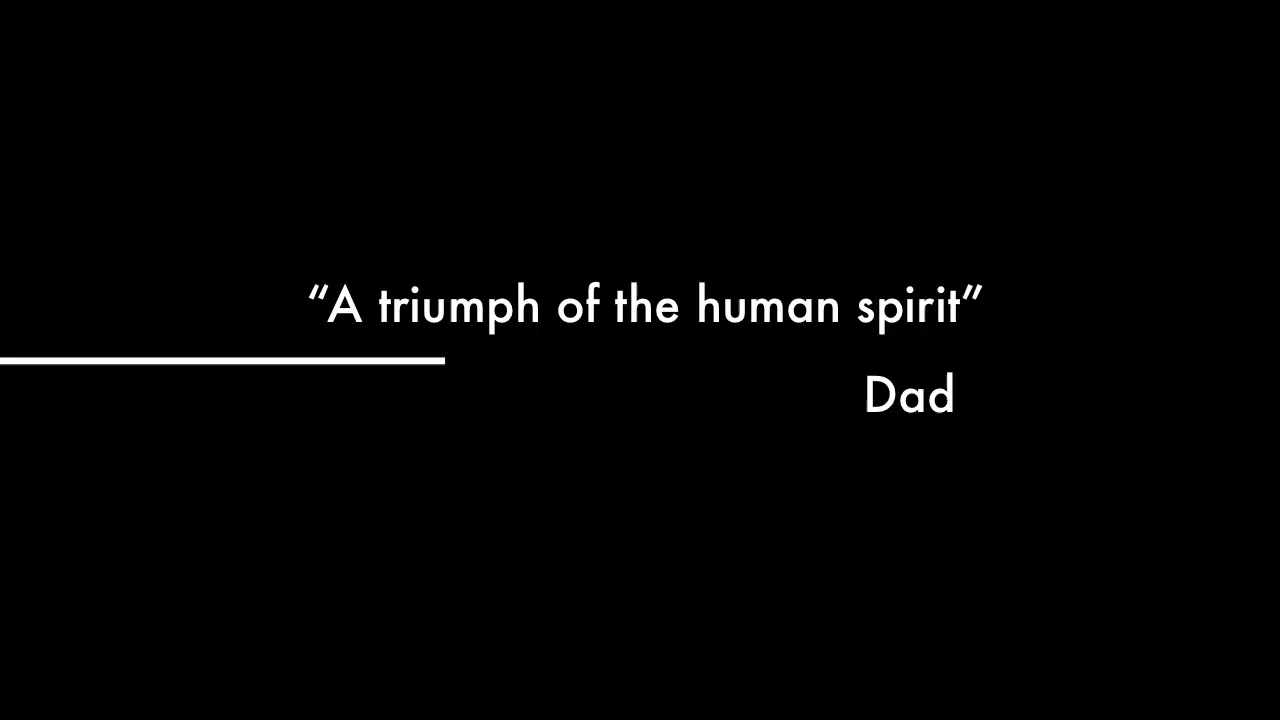 “A triumph of the human spirit”
Dad